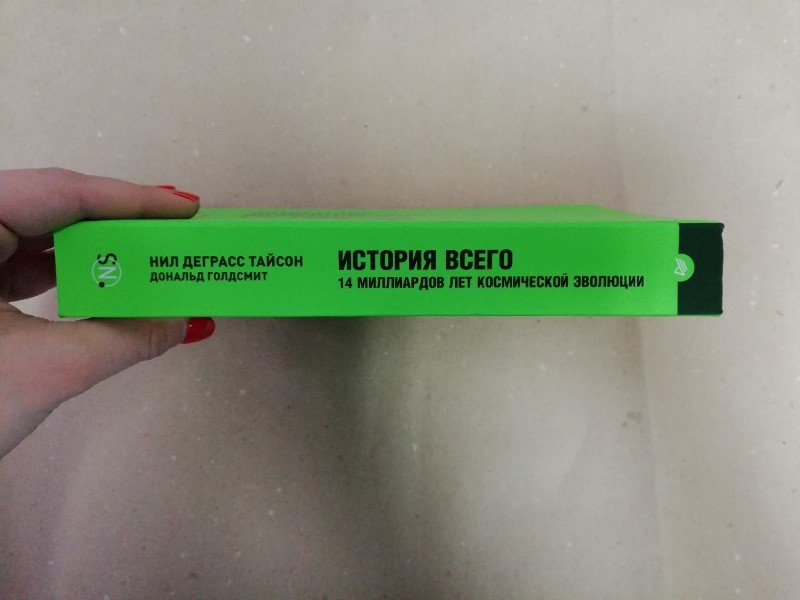 .N.S
НИЛ ДЕГРАСС ТАЙСОН
ДОНАЛЬД ГОЛДСМИТ
ИСТОРИЯ ВСЕГО
14 МИЛЛИАРДОВ ЛЕТ КОСМИЧЕСКОЙ ЭВОЛЮЦИИ